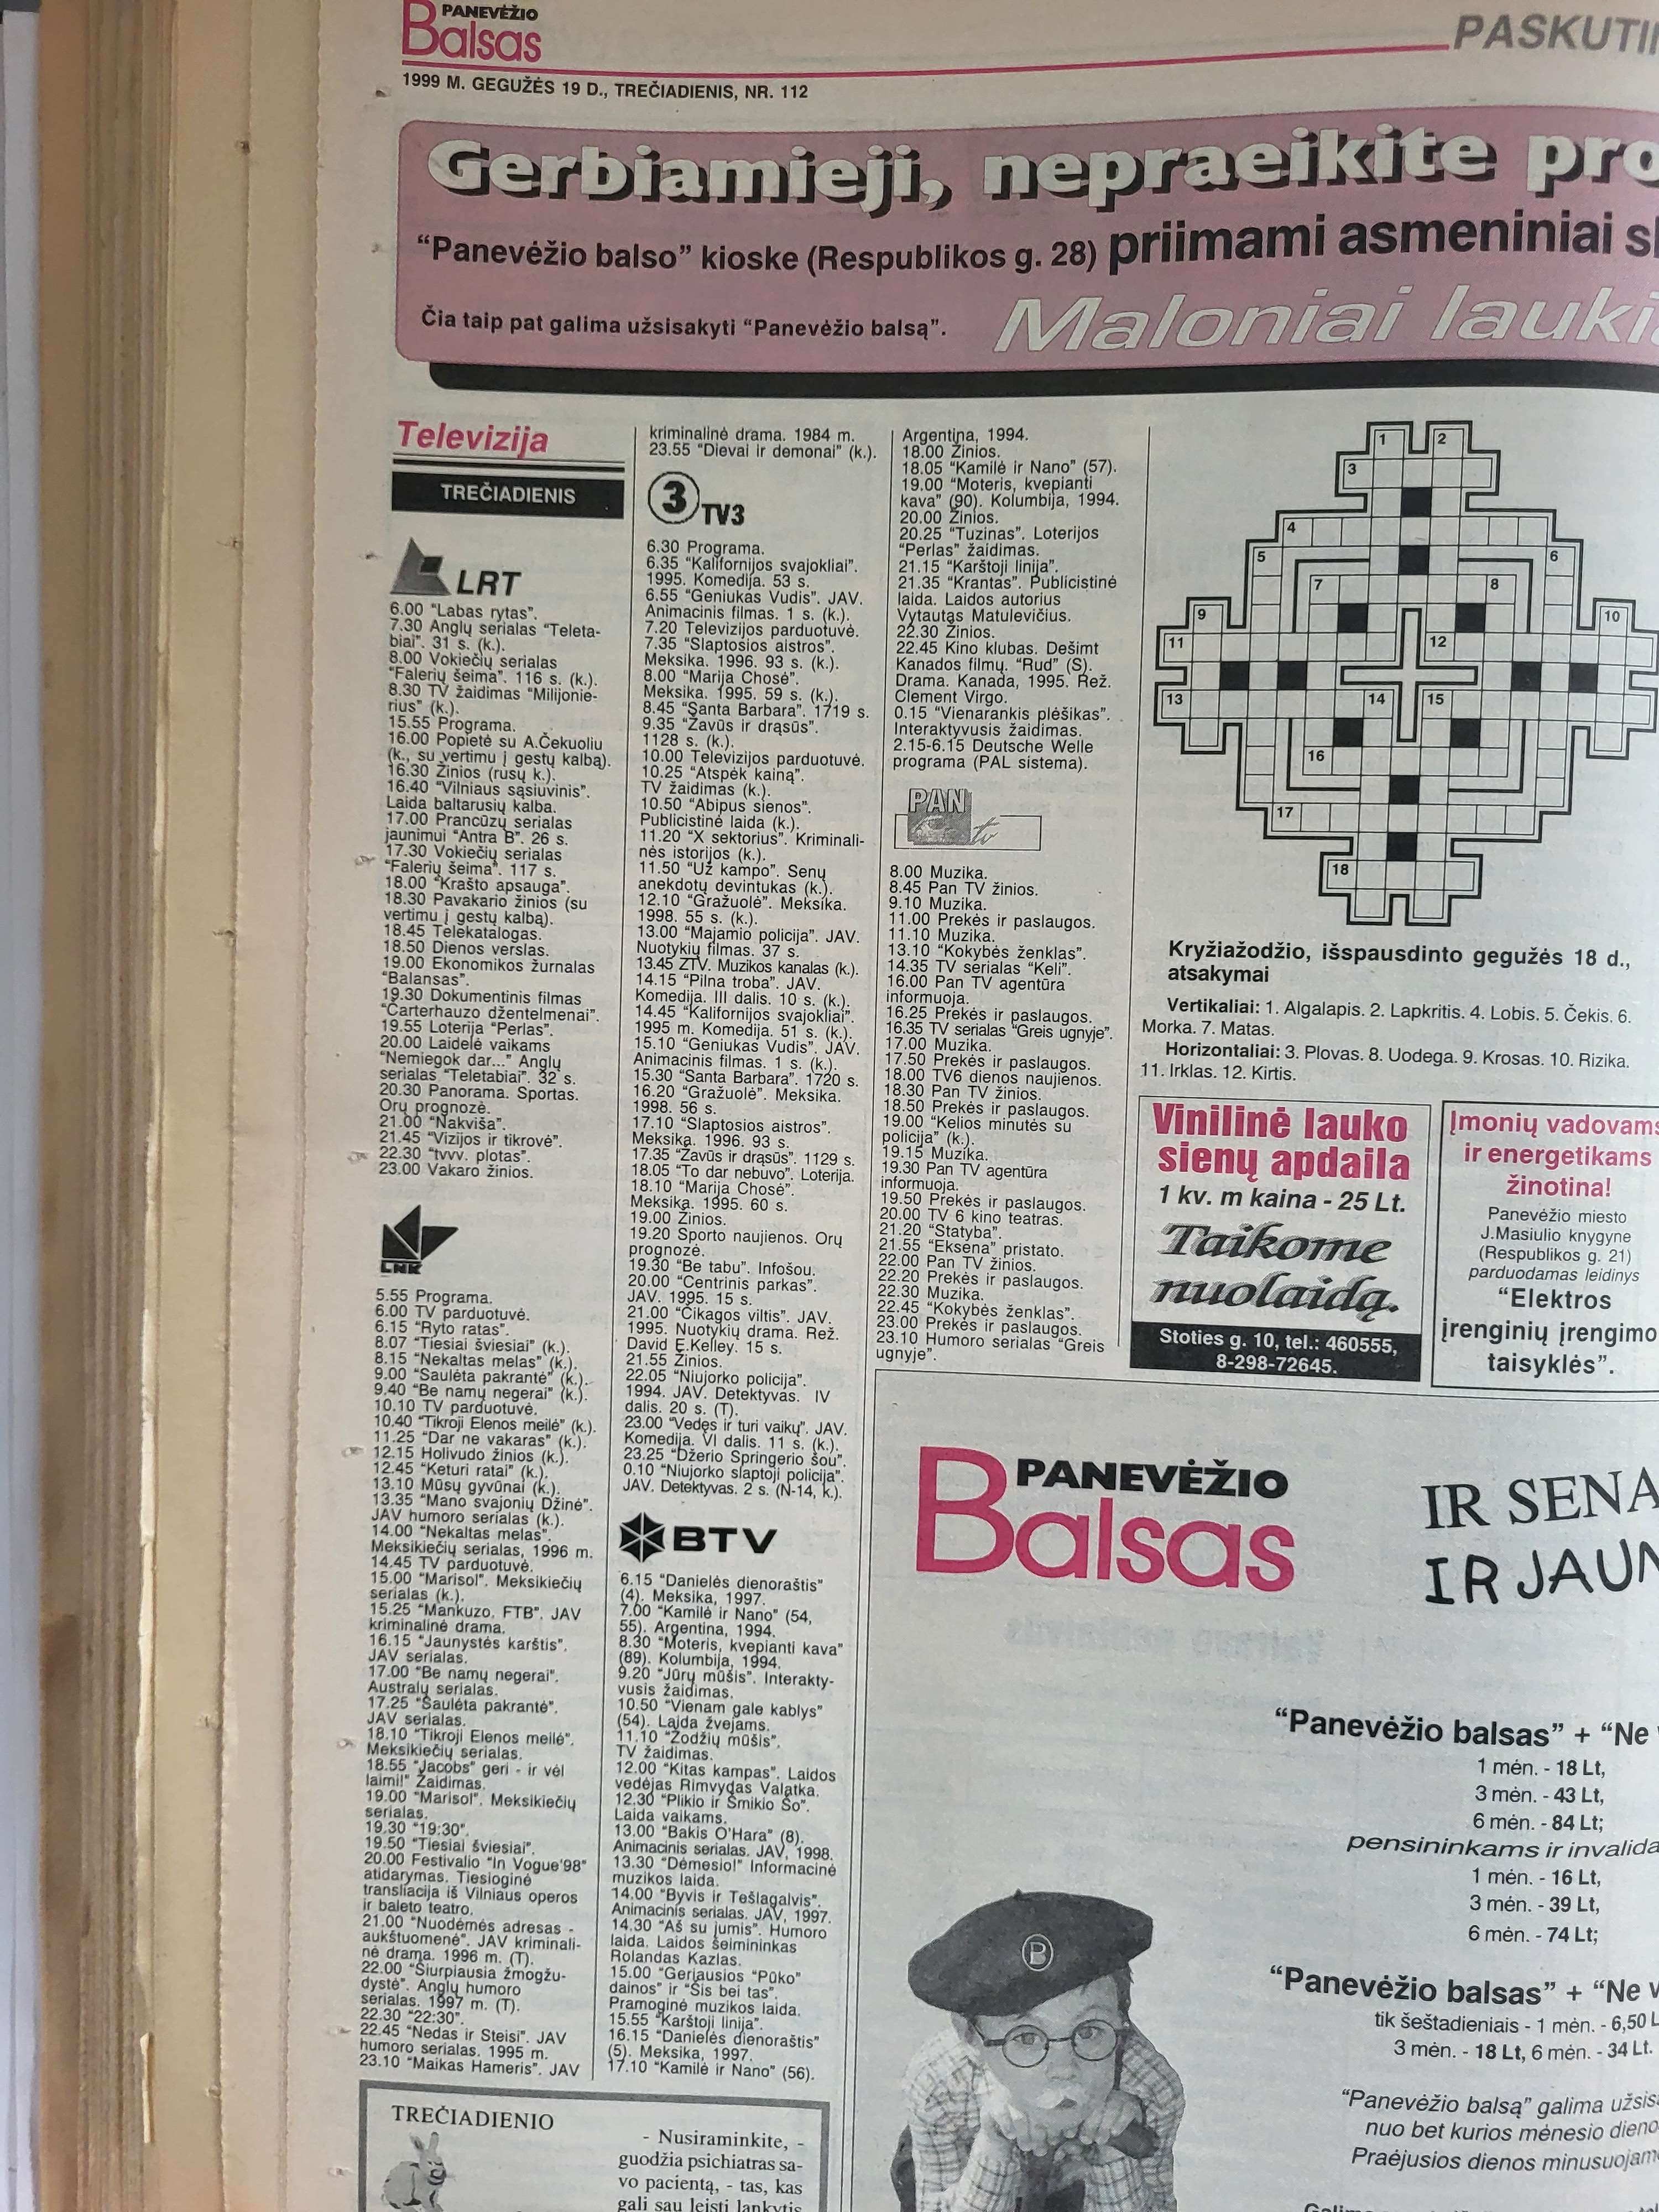 PANEVĖŽIO
Balsas
PASKUTI
1999 M. GEGUŽĖS 19 D., TREČIADIENIS, NR. 112
Gerbiamieji, nepraeikite pro
“Panevėžio balso” kioske (Respublikos g. 28) priimami asmeniniai
Čia taip pat galima užsisakyti “Panevėžio balsą”.
Maloniai lauki
Televizija
TREČIADIENIS
LRT
6.00 “Labas rytas”.
7.30 Anglų serialas “Teleta-
biai”. 31 s. (k.).
8.00 Vokiečių serialas
“Falerių šeima”. 116 s. (k.).
8.30 TV žaidimas “Milijonie-
rius” (k.).
15.55 Programa.
16.00 Popietė su A.Čekuoliu
(k., su vertimu į gestų kalbą).
16.30 Žinios (rusų k.).
16.40 “Vilniaus sąsiuvinis”.
Laida baltarusių kalba.
17.00 Prancūzų serialas
jaunimui “Antra B”. 26 s.
17.30 Vokiečių serialas
“Falerių šeima”. 117 s.
18.00 “Krašto apsauga”.
18.30 Pavakario žinios (su
vertimu į gestų kalbą).
18.45 Telekatalogas.
18.50 Dienos verslas.
19.00 Ekonomikos žurnalas
“Balansas”.
19.30 Dokumentinis filmas
“Carterhauzo džentelmenai”.
19.55 Loterija “Perlas”.
20.00 Laidelė vaikams
“Nemiegok dar...” Anglų
serialas “Teletabiai”. 32 s.
20.30 Panorama. Sportas.
Orų prognozė.
21.00 “Nakviša”.
21.45 “Vizijos ir tikrovė”.
22.30 “tvvv. plotas”.
23.00 Vakaro žinios.
LNK
5.55 Programa.
6.00 TV parduotuvė.
6.15 “Ryto ratas”.
8.07 “Tiesiai šviesiai” (k.).
8.15 “Nekaltas melas” (k.).
9.00 “Saulėta pakrantė” (k.).
9.40 “Be namų negerai” (k.).
10.10 TV parduotuvė.
10.40 “Tikroji Elenos meilė” (k.).
11.25 “Dar ne vakaras” (k.).
12.15 Holivudo žinios (k.).
12.45 “Keturi ratai” (k.).
13.10 Mūsų gyvūnai (k.).
13.35 “Mano svajonių Džinė”.
JAV humoro serialas (k.).
14.00 “Nekaltas melas”.
Meksikiečių serialas, 1996 m.
14.45 TV parduotuvė.
15.00 “Marisol”. Meksikiečių
serialas (k.).
15.25 “Mankuzo, FTB”. JAV
kriminalinė drama.
16.15 “Jaunystės karštis”.
JAV serialas.
17.00 “Be namų negerai”.
Australų serialas.
17.25 “Saulėta pakrantė”.
JAV serialas.
18.10 “Tikroji Elenos meilė”.
Meksikiečių serialas.
18.55 “Jacobs” geri - ir vėl
laimi!” Žaidimas.
19.00 “Marisol”. Meksikiečių
serialas.
19.30 “19:30”.
19.50 “Tiesiai šviesiai”.
20.00 Festivalio “In Vogue'98”
atidarymas. Tiesioginė
transliacija iš Vilniaus operos
ir baleto teatro.
21.00 “Nuodėmės adresas -
aukštuomenė”. JAV kriminali-
nė drama. 1996 m. (T).
22.00 “Šiurpiausia žmogžu-
dystė”. Anglų humoro
serialas. 1997 m. (T).
22.30 “22:30”.
22.45 “Nedas ir Steisi”. JAV
humoro serialas. 1995 m.
23.10 “Maikas Hameris”. JAV
kriminalinė drama. 1984 m.
23.55 “Dievai ir demonai” (k.).
3 TV3
6.30 Programa.
6.35 “Kalifornijos svajokliai”.
1995. Komedija. 53 s.
6.55 “Geniukas Vudis”. JAV.
Animacinis filmas. 1 s. (k.).
7.20 Televizijos parduotuvė.
7.35 “Slaptosios aistros”.
Meksika. 1996. 93 s. (k.).
8.00 “Marija Chosė”.
Meksika. 1995. 59 s. (k.).
8.45 “Santa Barbara”. 1719 s.
9.35 “Žavūs ir drąsūs”.
1128 s. (k.).
10.00 Televizijos parduotuvė.
10.25 “Atspėk kainą”.
TV žaidimas (k.).
10.50 “Abipus sienos”.
Publicistinė laida (k.).
11.20 “X sektorius”. Kriminali-
nės istorijos (k.).
11.50 “Už kampo”. Senų
anekdotų devintukas (k.).
12.10 “Gražuolė”. Meksika.
1998. 55 s. (k.).
13.00 “Majamio policija”. JAV.
Nuotykių filmas. 37 s.
13.45 ZTV. Muzikos kanalas (k.).
14.15 “Pilna troba”. JAV.
Komedija. III dalis. 10 s. (k.).
14.45 “Kalifornijos svajokliai”.
1995 m. Komedija. 51 s. (k.).
15.10 “Geniukas Vudis”. JAV.
Animacinis filmas. 1 s. (k.).
15.30 “Santa Barbara”. 1720 s.
16.20 “Gražuolė”. Meksika.
1998. 56 s.
17.10 “Slaptosios aistros”.
Meksika. 1996. 93 s.
17.35 “Žavūs ir drąsūs”. 1129 s.
18.05 “To dar nebuvo”. Loterija.
18.10 “Marija Chosė”.
Meksika. 1995. 60 s.
19.00 Žinios.
19.20 Sporto naujienos. Orų
prognozė.
19.30 “Be tabu”. Infošou.
20.00 “Centrinis parkas”.
JAV. 1995. 15 s.
21.00 “Čikagos viltis”. JAV.
1995. Nuotykių drama. Rež.
David E.Kelley. 15 s.
21.55 Žinios.
22.05 “Niujorko policija”.
1994. JAV. Detektyvas. IV
dalis. 20 s. (T).
23.00 “Vedęs ir turi vaikų”. JAV.
Komedija. VI dalis. 11 s. (k.).
23.25 “Džerio Springerio šou”.
0.10 “Niujorko slaptoji policija”.
JAV. Detektyvas. 2 s. (N-14, k.).
BTV
6.15 “Danielės dienoraštis”
(4). Meksika, 1997.
7.00 “Kamilė ir Nano” (54,
55). Argentina, 1994.
8.30 “Moteris, kvepianti kava”
(89). Kolumbija, 1994.
9.20 “Jūrų mūšis”. Interakty-
vusis žaidimas.
10.50 “Vienam gale kablys”
(54). Laida žvejams.
11.10 “Žodžių mūšis”.
TV žaidimas.
12.00 “Kitas kampas”. Laidos
vedėjas Rimvydas Valatka.
12.30 “Plikio ir Šmikio Šo”.
Laida vaikams.
13.00 “Bakis O'Hara” (8).
Animacinis serialas. JAV, 1998.
13.30 “Dėmesio!” Informacinė
muzikos laida.
14.00 “Byvis ir Tešlagalvis”.
Animacinis serialas. JAV, 1997.
14.30 “Aš su jumis”. Humoro
laida. Laidos šeimininkas
Rolandas Kazlas.
15.00 “Geriausios “Pūko”
dainos” ir “Šis bei tas”.
Pramoginė muzikos laida.
15.55 “Karštoji linija”.
16.15 “Danielės dienoraštis”
(5). Meksika, 1997.
17.10 “Kamilė ir Nano” (56).
Argentina, 1994.
18.00 Žinios.
18.05 “Kamilė ir Nano” (57).
19.00 “Moteris, kvepianti
kava” (90). Kolumbija, 1994.
20.00 Žinios.
20.25 “Tuzinas”. Loterijos
“Perlas” žaidimas.
21.15 “Karštoji linija”.
21.35 “Krantas”. Publicistinė
laida. Laidos autorius
Vytautas Matulevičius.
22.30 Žinios.
22.45 Kino klubas. Dešimt
Kanados filmų. “Rud” (S).
Drama. Kanada, 1995. Rež.
Clement Virgo.
0.15 “Vienarankis plėšikas”.
Interaktyvusis žaidimas.
2.15-6.15 Deutsche Welle
programa (PAL sistema).
PAN
tv
8.00 Muzika.
8.45 Pan TV žinios.
9.10 Muzika.
11.00 Prekės ir paslaugos.
11.10 Muzika.
13.10 “Kokybės ženklas”.
14.35 TV serialas “Keli”.
16.00 Pan TV agentūra
informuoja.
16.25 Prekės ir paslaugos.
16.35 TV serialas “Greis ugnyje”.
17.00 Muzika.
17.50 Prekės ir paslaugos.
18.00 TV6 dienos naujienos.
18.30 Pan TV žinios.
18.50 Prekės ir paslaugos.
19.00 “Kelios minutės su
policija” (k.).
19.15 Muzika.
19.30 Pan TV agentūra
informuoja.
19.50 Prekės ir paslaugos.
20.00 TV 6 kino teatras.
21.20 “Statyba”.
21.55 “Eksena” pristato.
22.00 Pan TV žinios.
22.20 Prekės ir paslaugos.
22.30 Muzika.
22.45 “Kokybės ženklas”.
23.00 Prekės ir paslaugos.
23.10 Humoro serialas “Greis
ugnyje”.
1 2
3
4
5 6
7 8
9 10
11 12
13 14 15
16
17
18
Kryžiažodžio, išspausdinto gegužės 18 d.,
atsakymai
Vertikaliai: 1. Algalapis. 2. Lapkritis. 4. Lobis. 5. Čekis. 6.
Morka. 7. Matas.
Horizontaliai: 3. Plovas. 8. Uodega. 9. Krosas. 10. Rizika.
11. Irklas. 12. Kirtis.
Vinilinė lauko
sienų apdaila
1 kv. m kaina - 25 Lt.
Taikome
nuolaidą.
Stoties g. 10, tel.: 460555,
8-298-72645.
Įmonių vadovams
ir energetikams
žinotina!
Panevėžio miesto
J.Masiulio knygyne
(Respublikos g. 21)
parduodamas leidinys
“Elektros
įrenginių įrengimo
taisyklės”.
PANEVĖŽIO
Balsas
IR SENA
IR JAUN
“Panevėžio balsas” + “Ne
1 mėn. - 18 Lt,
3 mėn. - 43 Lt,
6 mėn. - 84 Lt;
pensininkams ir invalida
1 mėn. - 16 Lt,
3 mėn. - 39 Lt,
6 mėn. - 74 Lt;
“Panevėžio balsas” + “Ne
tik šeštadieniais - 1 mėn. - 6,50 L
3 mėn. - 18 Lt, 6 mėn. - 34 Lt.
“Panevėžio balsą” galima užsis
nuo bet kurios mėnesio dieno
Praėjusios dienos minusuojam
B
TREČIADIENIO
- Nusiraminkite, -
guodžia psichiatras sa-
vo pacientą, - tas, kas
gali sau leisti lankytis